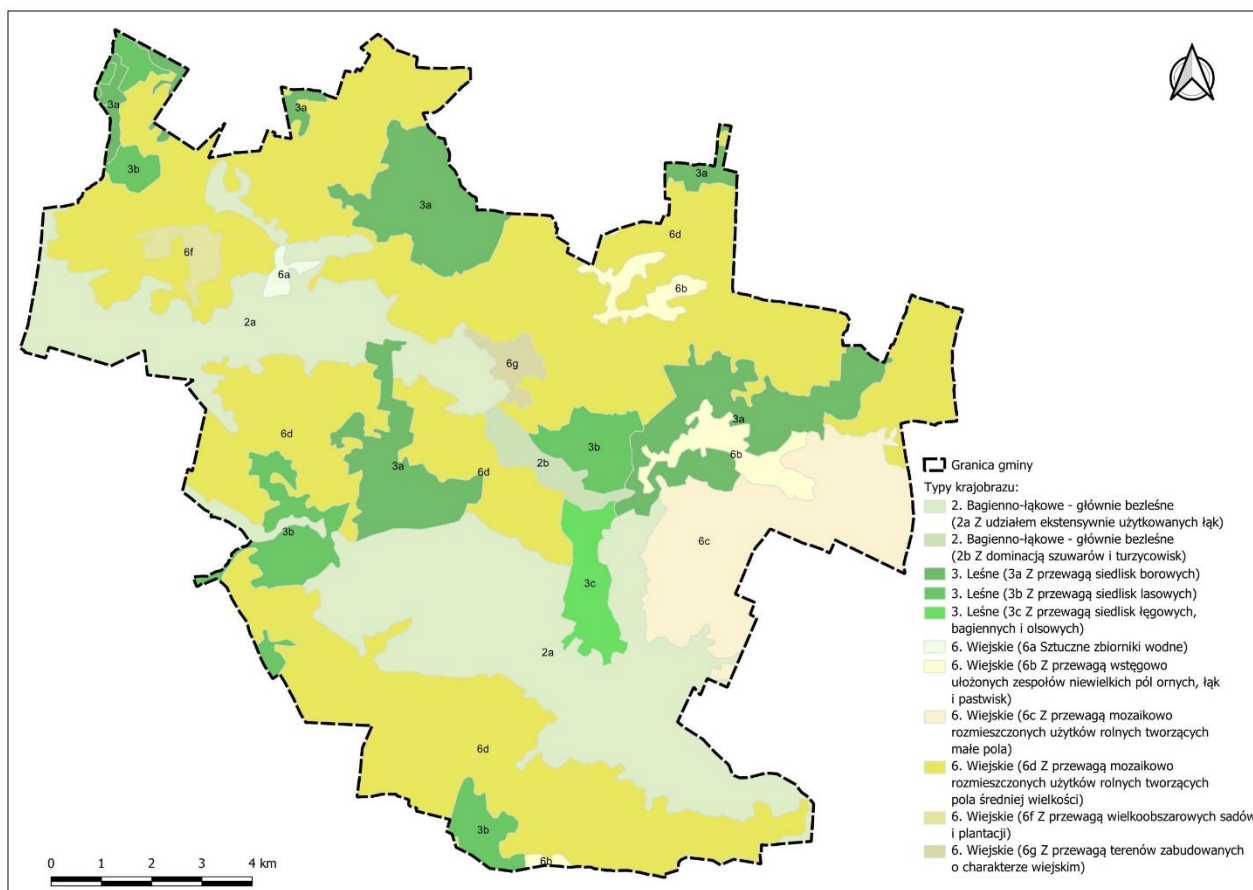 3a
3a
3b
3a
3a
6d
6f
6a
6b
2a
6g
3a
6d
3b
6b
2b
3a
6d
3b
6c
3c
2a
6d
3b
6b
Granica gminy
Typy krajobrazu:
2. Bagienno-łąkowe - głównie bezleśne
(2a Z udziałem ekstensywnie użytkowanych łąk)
2. Bagienno-łąkowe - głównie bezleśne
(2b Z dominacją szuwarów i turzycowisk)
3. Leśne (3a Z przewagą siedlisk borowych)
3. Leśne (3b Z przewagą siedlisk lasowych)
3. Leśne (3c Z przewagą siedlisk łęgowych,
bagiennych i olsowych)
6. Wiejskie (6a Sztuczne zbiorniki wodne)
6. Wiejskie (6b Z przewagą wstęgowo
ułożonych zespołów niewielkich pól ornych, łąk
i pastwisk)
6. Wiejskie (6c Z przewagą mozaikowo
rozmieszczonych użytków rolnych tworzących
małe pola)
6. Wiejskie (6d Z przewagą mozaikowo
rozmieszczonych użytków rolnych tworzących
pola średniej wielkości)
6. Wiejskie (6f Z przewagą wielkoobszarowych sadów
i plantacji)
6. Wiejskie (6g Z przewagą terenów zabudowanych
o charakterze wiejskim)
0 1 2 3 4 km